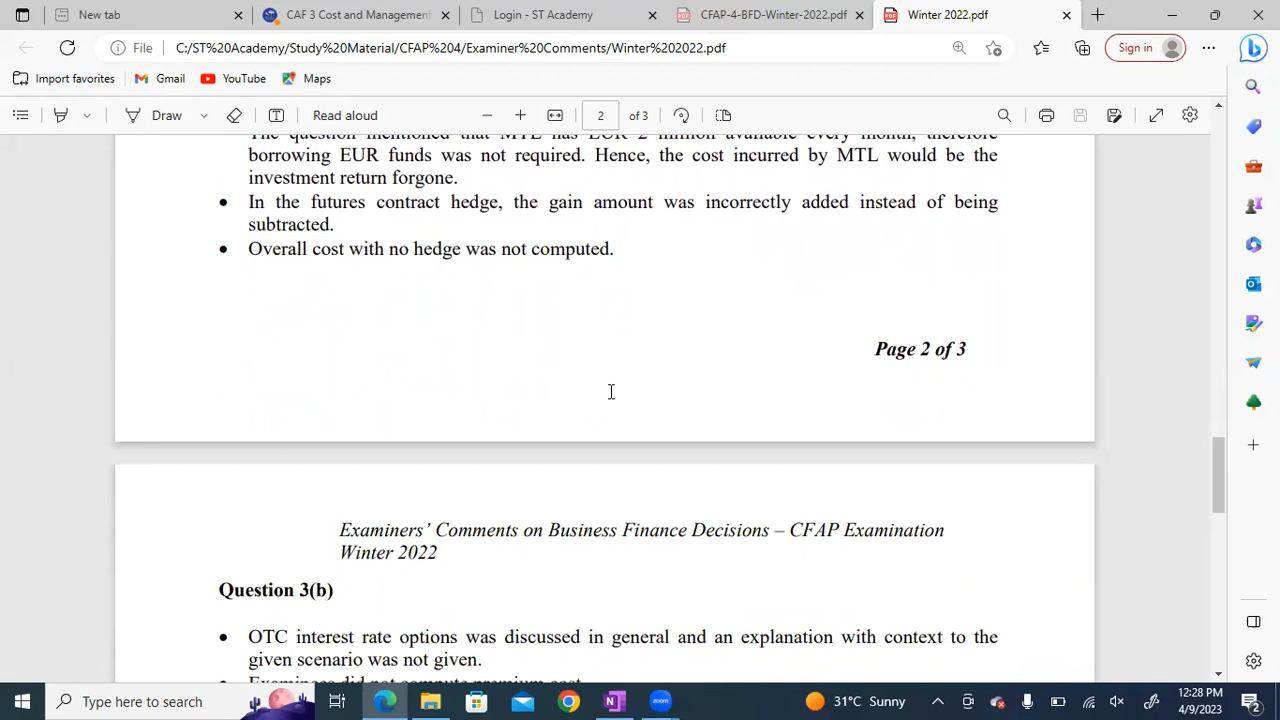 New tab
CAF 3 Cost and Management
Login - ST Academy
CFAP-4-BFD-Winter-2022.pdf
Winter 2022.pdf
File
C:/ST%20Academy/Study%20Material/CFAP%204/Examiner%20Comments/Winter%202022.pdf
Sign in
Import favorites
Gmail
YouTube
Maps
Draw
Read aloud
2
of 3
The question mentioned that MTL has EUR 2 million available every month, therefore
borrowing EUR funds was not required. Hence, the cost incurred by MTL would be the
investment return forgone.
• In the futures contract hedge, the gain amount was incorrectly added instead of being
subtracted.
• Overall cost with no hedge was not computed.
Page 2 of 3
Examiners' Comments on Business Finance Decisions – CFAP Examination
Winter 2022
Question 3(b)
• OTC interest rate options was discussed in general and an explanation with context to the
given scenario was not given.
• Examinees did not compute premium cost
Type here to search
31°C Sunny
12:28 PM
4/9/2023
2